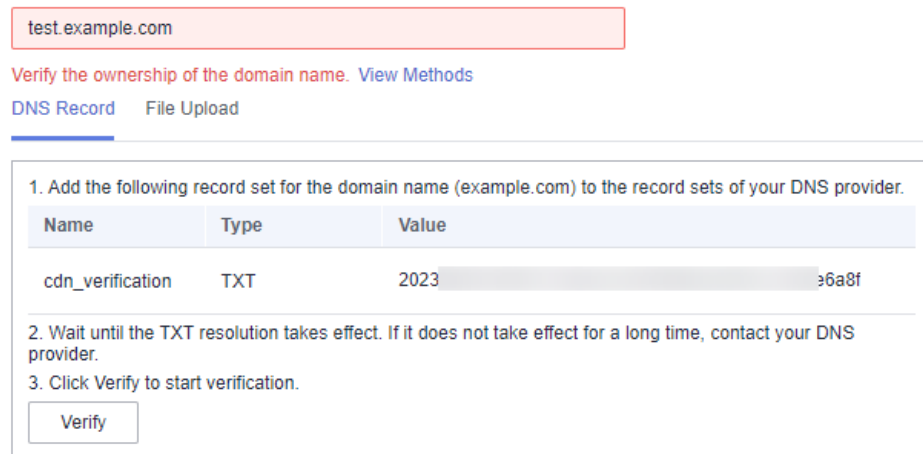 test.example.com
Verify the ownership of the domain name. View Methods
DNS Record File Upload
1. Add the following record set for the domain name (example.com) to the record sets of your DNS provider.
Name Type Value
cdn_verification TXT 2023 e6a8f
2. Wait until the TXT resolution takes effect. If it does not take effect for a long time, contact your DNS
provider.
3. Click Verify to start verification.
Verify